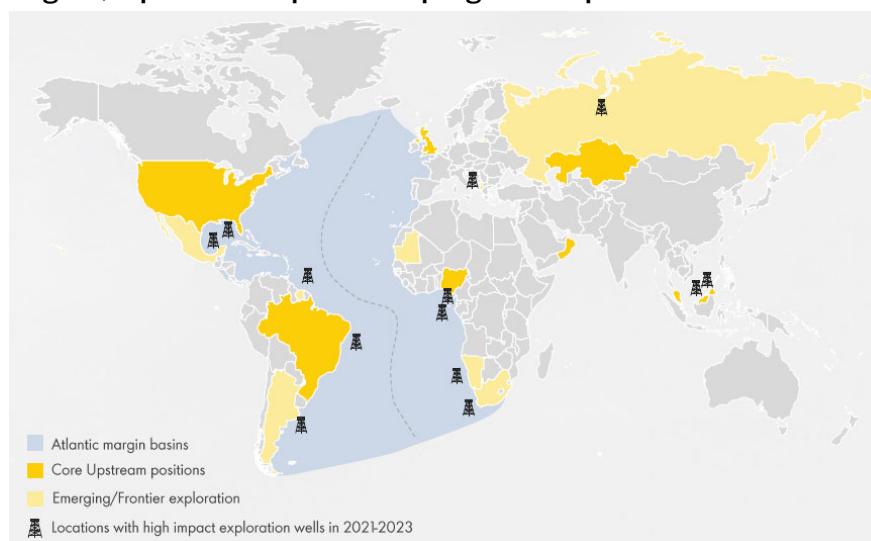 Atlantic margin basins
Core Upstream positions
Emerging/Frontier exploration
Locations with high impact exploration wells in 2021-2023